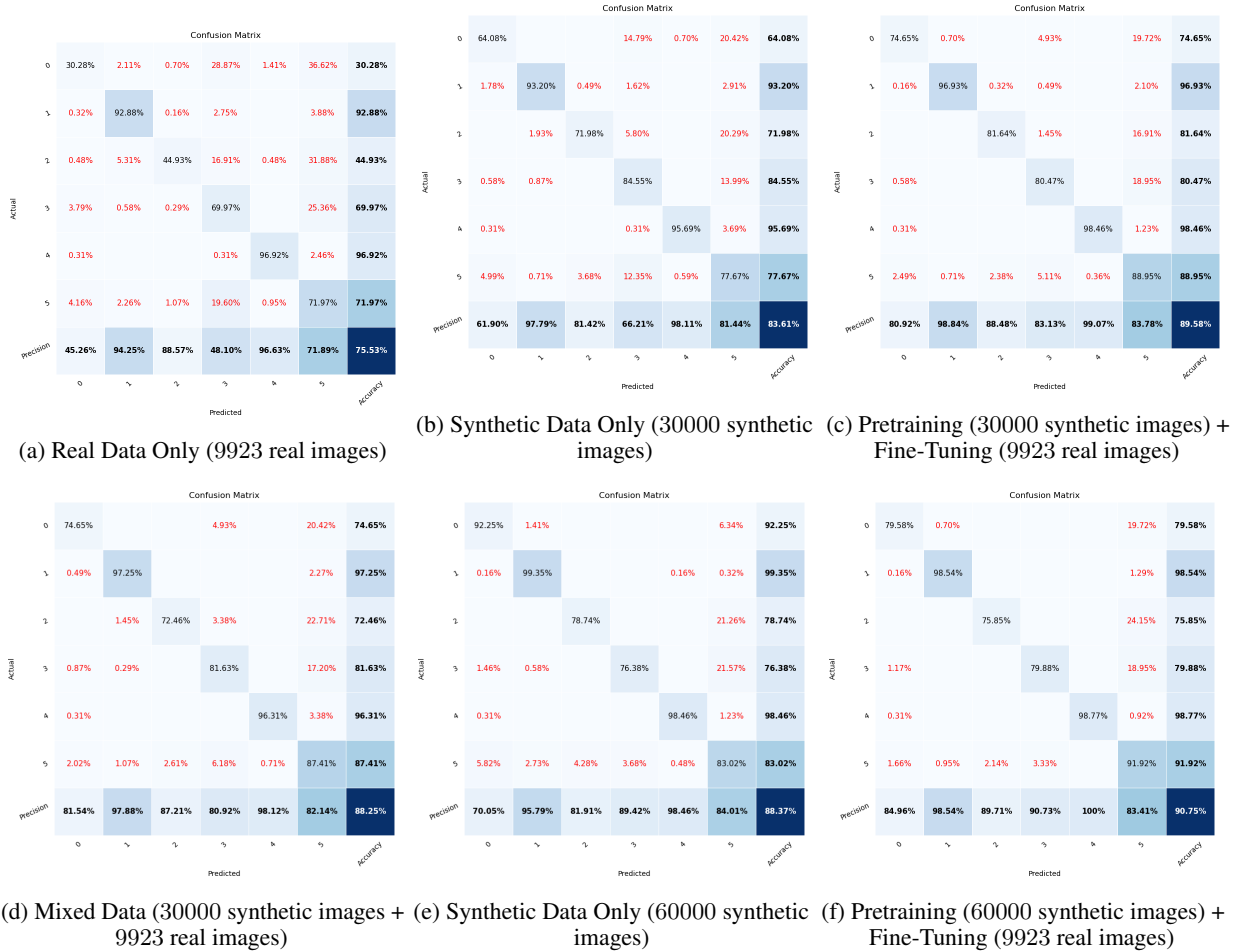 Confusion Matrix
0 30.28% 2.11% 0.70% 28.87% 1.41% 36.62% 30.28%
1 0.32% 92.88% 0.16% 2.75% 3.88% 92.88%
2 0.48% 5.31% 44.93% 16.91% 0.48% 31.88% 44.93%
Actual
3 3.79% 0.58% 0.29% 69.97% 25.36% 69.97%
4 0.31% 0.31% 96.92% 2.46% 96.92%
5 4.16% 2.26% 1.07% 19.60% 0.95% 71.97% 71.97%
Precision 45.26% 94.25% 88.57% 48.10% 96.63% 71.89% 75.53%
0 1 2 3 4 5 Accuracy
Predicted
(a) Real Data Only (9923 real images)
Confusion Matrix
0 64.08% 14.79% 0.70% 20.42% 64.08%
1 1.78% 93.20% 0.49% 1.62% 2.91% 93.20%
2 1.93% 71.98% 5.80% 20.29% 71.98%
Actual
3 0.58% 0.87% 84.55% 13.99% 84.55%
4 0.31% 0.31% 95.69% 3.69% 95.69%
5 4.99% 0.71% 3.68% 12.35% 0.59% 77.67% 77.67%
Precision 61.90% 97.79% 81.42% 66.21% 98.11% 81.44% 83.61%
0 1 2 3 4 5 Accuracy
Predicted
(b) Synthetic Data Only (30000 synthetic
images)
Confusion Matrix
0 74.65% 0.70% 4.93% 19.72% 74.65%
1 0.16% 96.93% 0.32% 0.49% 2.10% 96.93%
2 81.64% 1.45% 16.91% 81.64%
Actual
3 0.58% 80.47% 18.95% 80.47%
4 0.31% 98.46% 1.23% 98.46%
5 2.49% 0.71% 2.38% 5.11% 0.36% 88.95% 88.95%
Precision 80.92% 98.84% 88.48% 83.13% 99.07% 83.78% 89.58%
0 1 2 3 4 5 Accuracy
Predicted
(c) Pretraining (30000 synthetic images) +
Fine-Tuning (9923 real images)
Confusion Matrix
0 74.65% 4.93% 20.42% 74.65%
1 0.49% 97.25% 2.27% 97.25%
2 1.45% 72.46% 3.38% 22.71% 72.46%
Actual
3 0.87% 0.29% 81.63% 17.20% 81.63%
4 0.31% 96.31% 3.38% 96.31%
5 2.02% 1.07% 2.61% 6.18% 0.71% 87.41% 87.41%
Precision 81.54% 97.88% 87.21% 80.92% 98.12% 82.14% 88.25%
0 1 2 3 4 5 Accuracy
Predicted
(d) Mixed Data (30000 synthetic images +
9923 real images)
Confusion Matrix
0 92.25% 1.41% 6.34% 92.25%
1 0.16% 99.35% 0.16% 0.32% 99.35%
2 78.74% 21.26% 78.74%
Actual
3 1.46% 0.58% 76.38% 21.57% 76.38%
4 0.31% 98.46% 1.23% 98.46%
5 5.82% 2.73% 4.28% 3.68% 0.48% 83.02% 83.02%
Precision 70.05% 95.79% 81.91% 89.42% 98.46% 84.01% 88.37%
0 1 2 3 4 5 Accuracy
Predicted
(e) Synthetic Data Only (60000 synthetic
images)
Confusion Matrix
0 79.58% 0.70% 19.72% 79.58%
1 0.16% 98.54% 1.29% 98.54%
2 75.85% 24.15% 75.85%
Actual
3 1.17% 79.88% 18.95% 79.88%
4 0.31% 98.77% 0.92% 98.77%
5 1.66% 0.95% 2.14% 3.33% 91.92% 91.92%
Precision 84.96% 98.54% 89.71% 90.73% 100% 83.41% 90.75%
0 1 2 3 4 5 Accuracy
Predicted
(f) Pretraining (60000 synthetic images) +
Fine-Tuning (9923 real images)